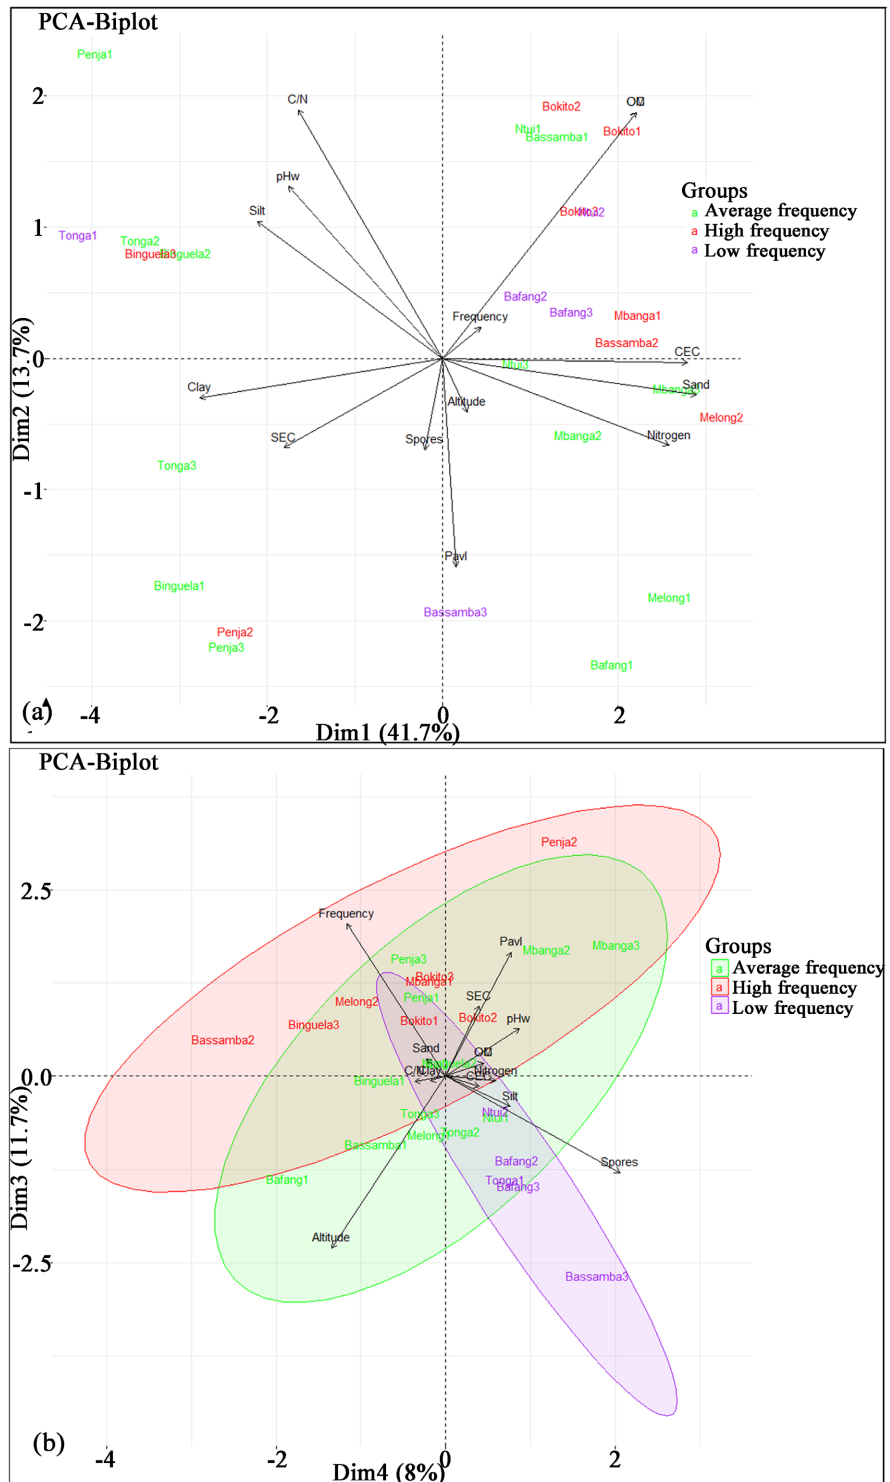 PCA-Biplot
Penja1
2
C/N
Bokito2
Ntui1
Bassamba1
Bokito1
pHw
Silt
Groups
a Average frequency
a High frequency
a Low frequency
1
Tonga1
Tonga2
Binguela3
Binguela2
Bokito3
Ntui2
Bafang2
Bafang3
Frequency
Mbanga1
Bassamba2
CEC
0
Ntui3
Clay
Altitude
Sand
Mbanga3
Melong2
SEC
Spores
Mbanga2
Nitrogen
Tonga3
-1
Pavl
Binguela1
Melong1
Bassamba3
-2
Penja2
Penja3
Bafang1
Dim2 (13.7%)
(a)
-4
-2
0
2
Dim1 (41.7%)
PCA-Biplot
Penja2
2.5
Frequency
Pavl
Mbanga2
Mbanga3
Penja3
Bokito3
Mbanga1
Penja1
Melong2
SEC
Groups
a Average frequency
a High frequency
a Low frequency
Bokito1
Bokito2
pHw
Binguela3
Bassamba2
Sand
0.0
C/N
Clay
Nitrogen
CEC
Binguela1
Silt
Tonga3
Ntui2
Ntui1
Melong1
Tonga2
Bassamba1
Bafang2
Spores
Bafang1
Tonga1
Bafang3
Altitude
-2.5
Bassamba3
Dim3 (11.7%)
(b)
-4
-2
0
2
Dim4 (8%)